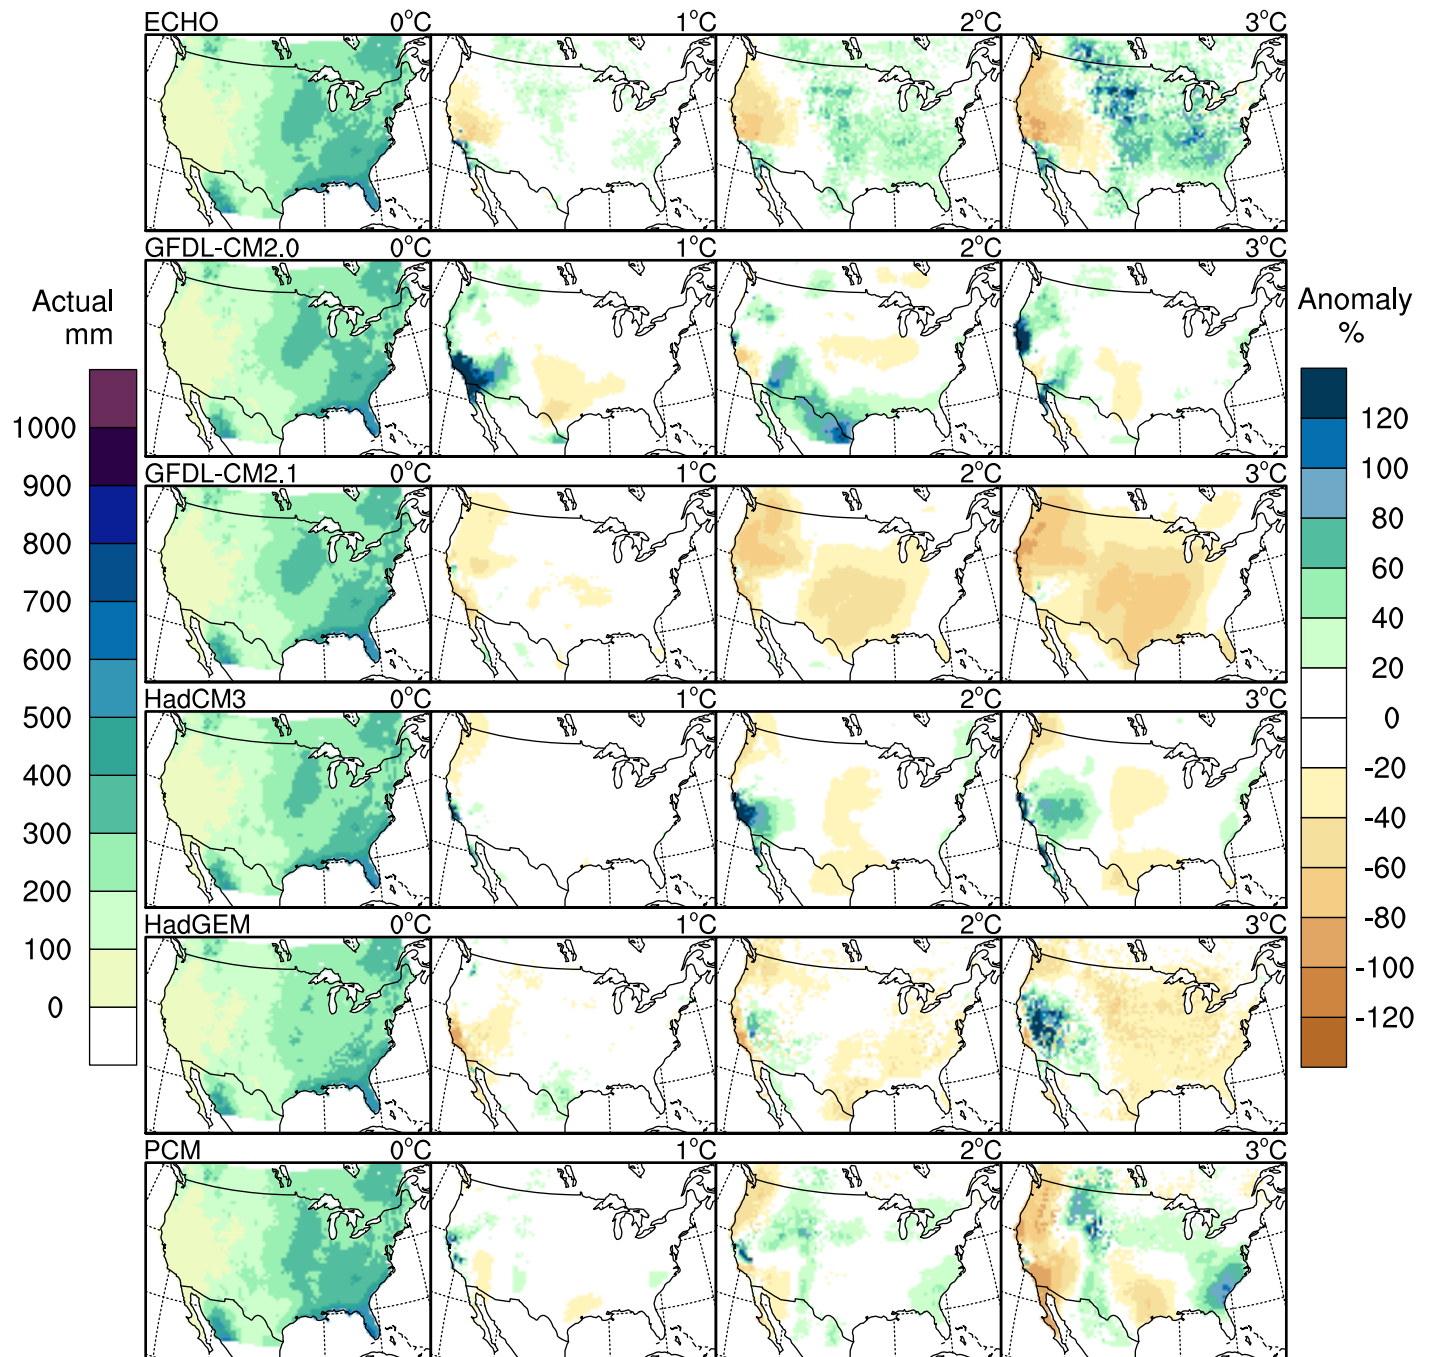 ECHO 0°C 1°C 2°C 3°C
GFDL-CM2.0 0°C 1°C 2°C 3°C
GFDL-CM2.1 0°C 1°C 2°C 3°C
HadCM3 0°C 1°C 2°C 3°C
HadGEM 0°C 1°C 2°C 3°C
PCM 0°C 1°C 2°C 3°C
Actual
mm
1000
900
800
700
600
500
400
300
200
100
0
Anomaly
%
120
100
80
60
40
20
0
-20
-40
-60
-80
-100
-120